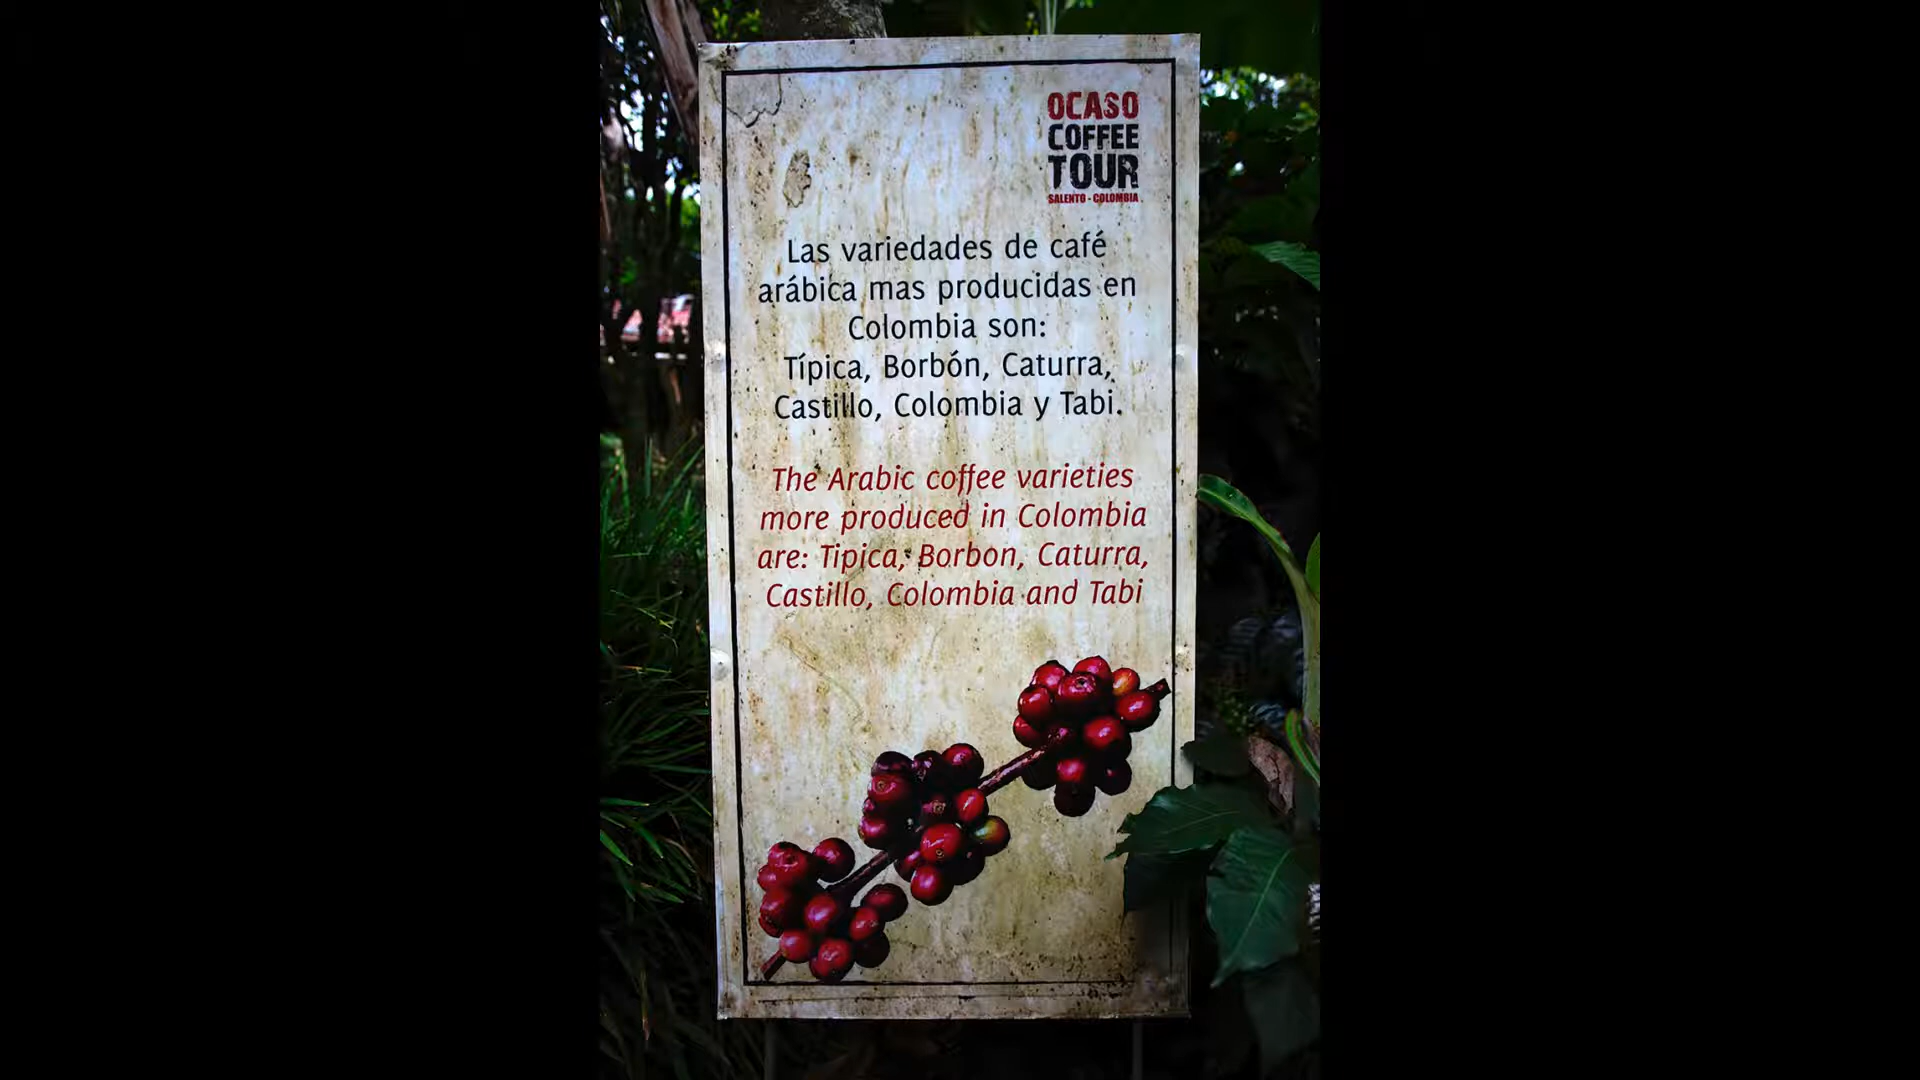 OCASO
COFFEE
TOUR
SALENTO - COLOMBIA
Las variedades de café
arábica mas producidas en
Colombia son:
Típica, Borbón, Caturra,
Castillo, Colombia y Tabi.
The Arabic coffee varieties
more produced in Colombia
are: Tipica, Borbon, Caturra,
Castillo, Colombia and Tabi